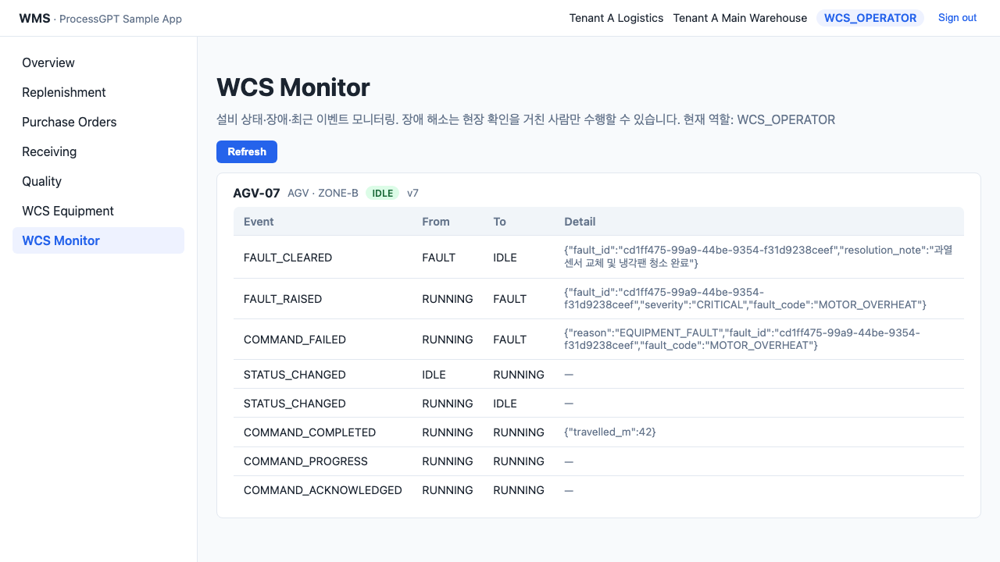 WMS · ProcessGPT Sample App
Tenant A Logistics Tenant A Main Warehouse WCS_OPERATOR Sign out
Overview
Replenishment
Purchase Orders
Receiving
Quality
WCS Equipment
WCS Monitor
WCS Monitor
설비 상태·장애·최근 이벤트 모니터링. 장애 해소는 현장 확인을 거친 사람만 수행할 수 있습니다. 현재 역할: WCS_OPERATOR
Refresh
AGV-07 AGV · ZONE-B IDLE v7
Event From To Detail
FAULT_CLEARED FAULT IDLE {"fault_id":"cd1ff475-99a9-44be-9354-f31d9238ceef","resolution_note":"과열
센서 교체 및 냉각팬 청소 완료"}
FAULT_RAISED RUNNING FAULT {"fault_id":"cd1ff475-99a9-44be-9354-
f31d9238ceef","severity":"CRITICAL","fault_code":"MOTOR_OVERHEAT"}
COMMAND_FAILED RUNNING FAULT {"reason":"EQUIPMENT_FAULT","fault_id":"cd1ff475-99a9-44be-9354-
f31d9238ceef","fault_code":"MOTOR_OVERHEAT"}
STATUS_CHANGED IDLE RUNNING —
STATUS_CHANGED RUNNING IDLE —
COMMAND_COMPLETED RUNNING RUNNING {"travelled_m":42}
COMMAND_PROGRESS RUNNING RUNNING —
COMMAND_ACKNOWLEDGED RUNNING RUNNING —